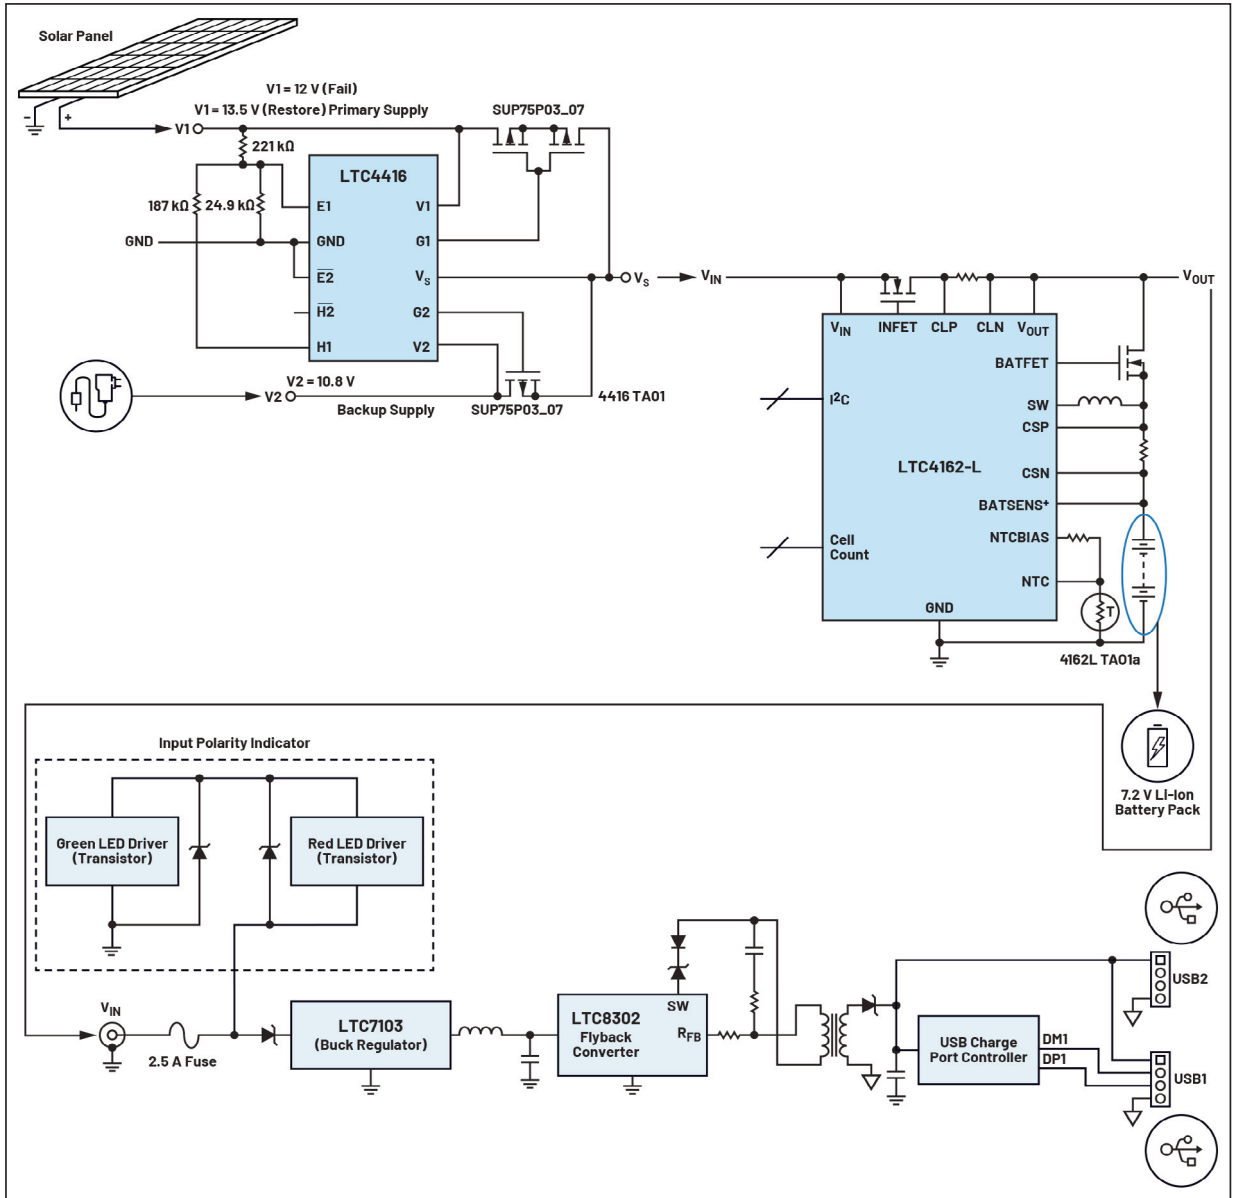 Solar Panel
V1 = 12 V (Fail)
V1 = 13.5 V (Restore) Primary Supply
SUP75P03_07
−
+
V1
221 kΩ
LTC4416
187 kΩ
24.9 kΩ
E1
V1
GND
GND
G1
E2
VS
VS
H2
G2
H1
V2
V2 = 10.8 V
V2
Backup Supply
SUP75P03_07
4416 TA01
VIN
VOUT
VIN
INFET
CLP
CLN
VOUT
BATFET
I2C
SW
CSP
LTC4162-L
CSN
BATSENS+
Cell
Count
NTCBIAS
NTC
GND
T
4162L TA01a
7.2 V Li-Ion
Battery Pack
Input Polarity Indicator
Green LED Driver
(Transistor)
Red LED Driver
(Transistor)
VIN
2.5 A Fuse
LTC7103
(Buck Regulator)
SW
LTC8302
Flyback
Converter
RFB
USB Charge
Port Controller
DM1
DP1
USB2
USB1